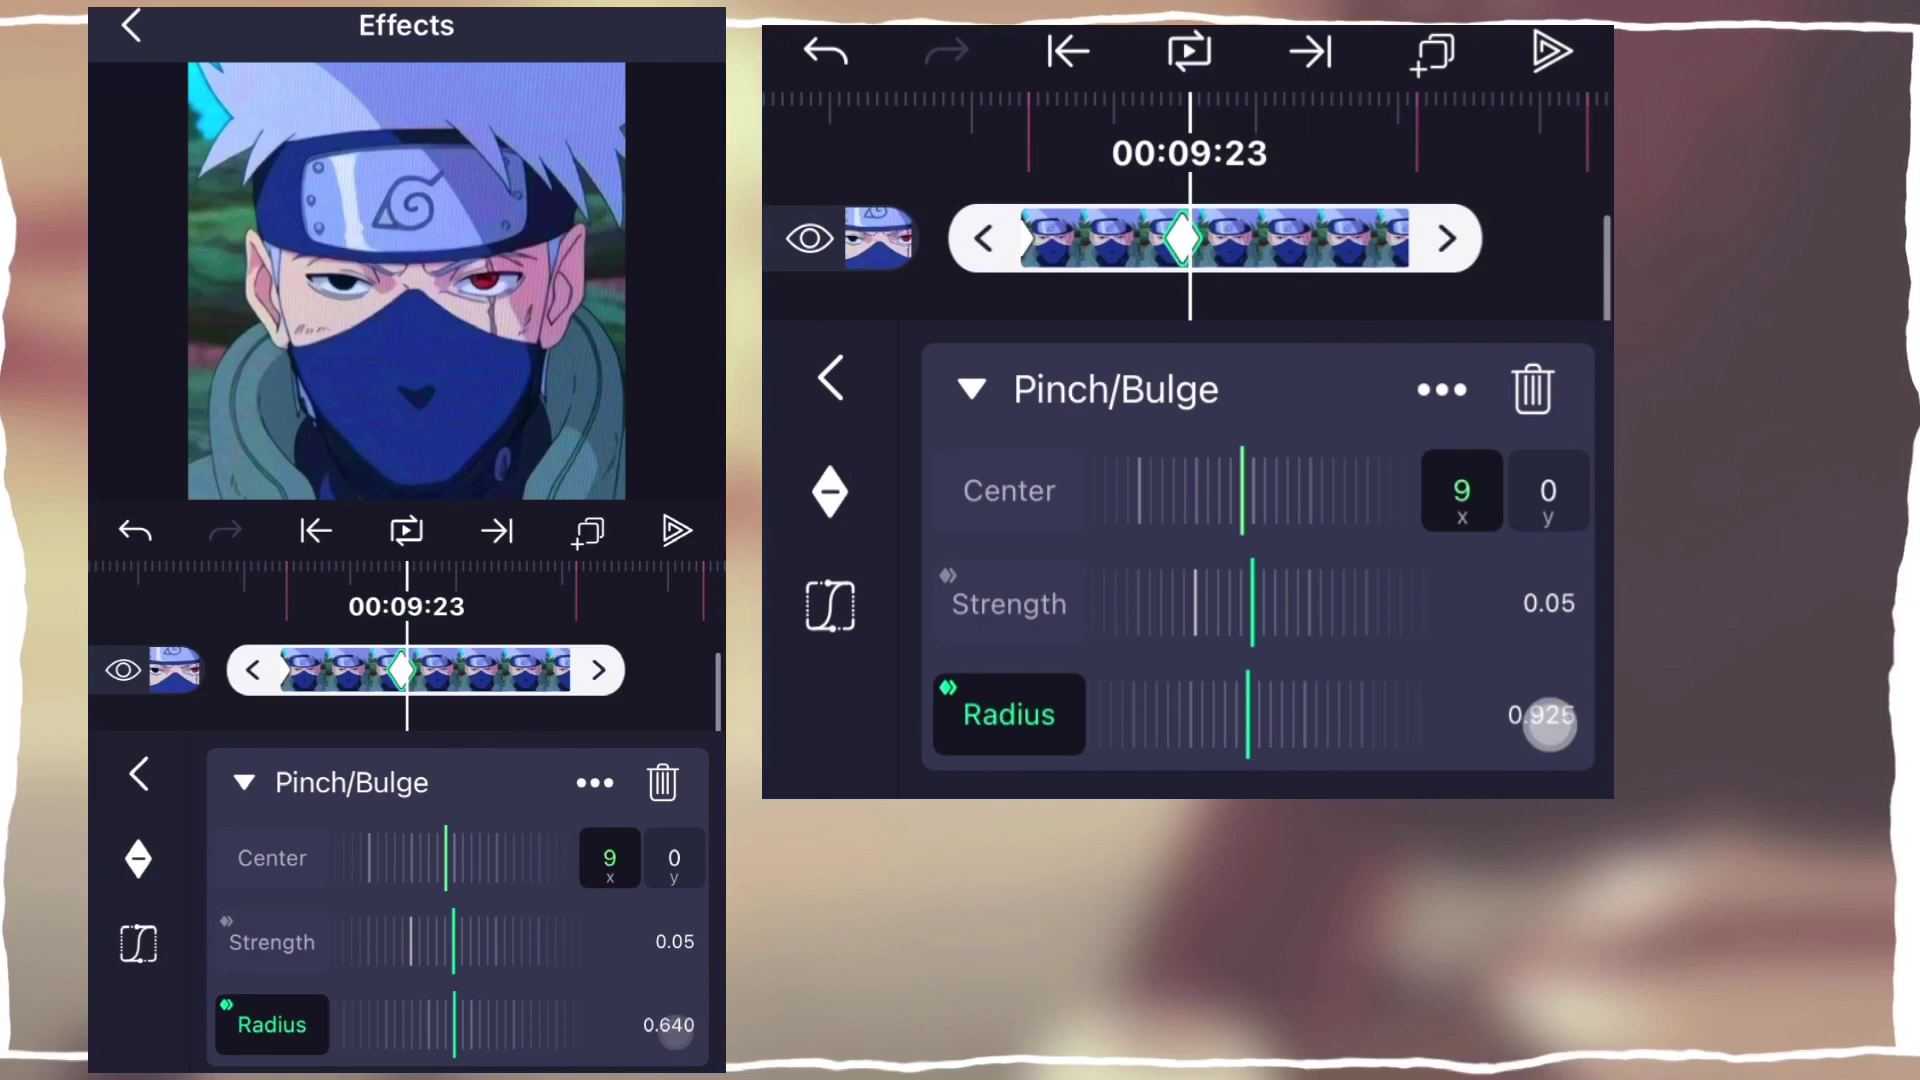 Effects
00:09:23
Pinch/Bulge
Center
9
0
x
y
Strength
0.05
Radius
0.640
00:09:23
Pinch/Bulge
Center
9
0
x
y
Strength
0.05
Radius
0.925